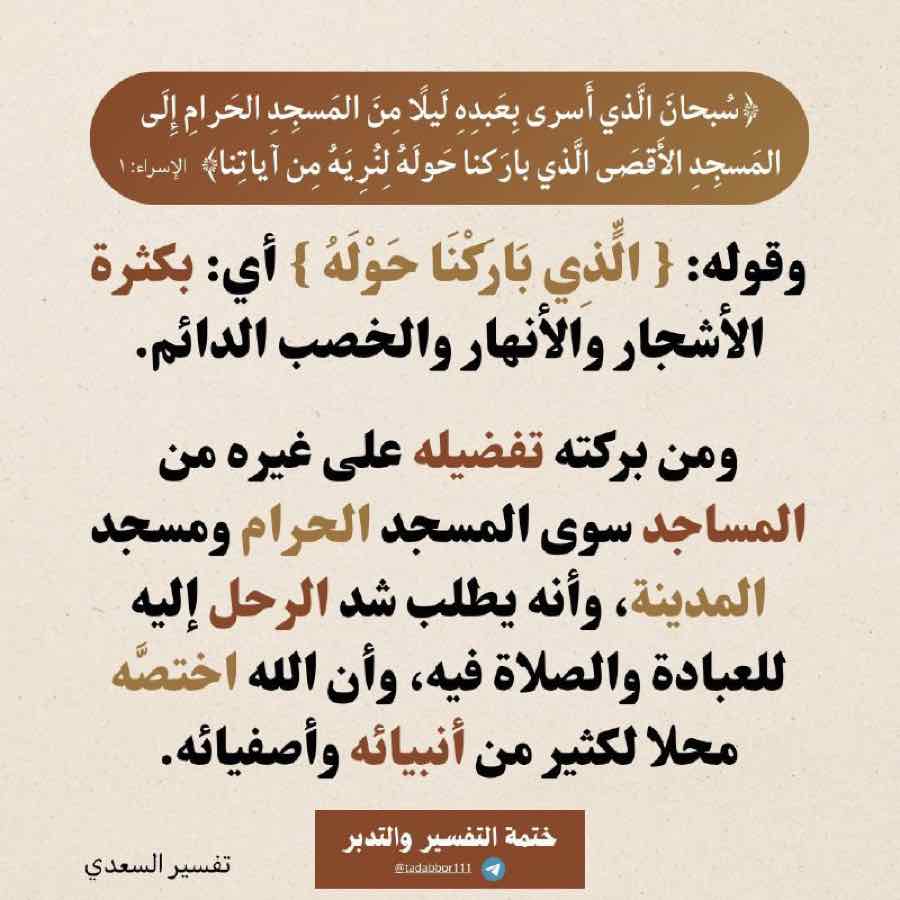 ﴿سُبحانَ الَّذي أَسرى بِعَبدِهِ لَيلًا مِنَ المَسجِدِ الحَرامِ إِلَى
المَسجِدِ الأَقصَى الَّذي بارَكنا حَولَهُ لِنُرِيَهُ مِن آياتِنا﴾ الإسراء: ١
وقوله: { الَّذِي بَارَكْنَا حَوْلَهُ } أي: بكثرة
الأشجار والأنهار والخصب الدائم.
ومن بركته تفضيله على غيره من
المساجد سوى المسجد الحرام ومسجد
المدينة، وأنه يطلب شد الرحل إليه
للعبادة والصلاة فيه، وأن الله اختصَّه
محلا لكثير من أنبيائه وأصفيائه.
ختمة التفسير والتدبر
@tadabbor111
تفسير السعدي